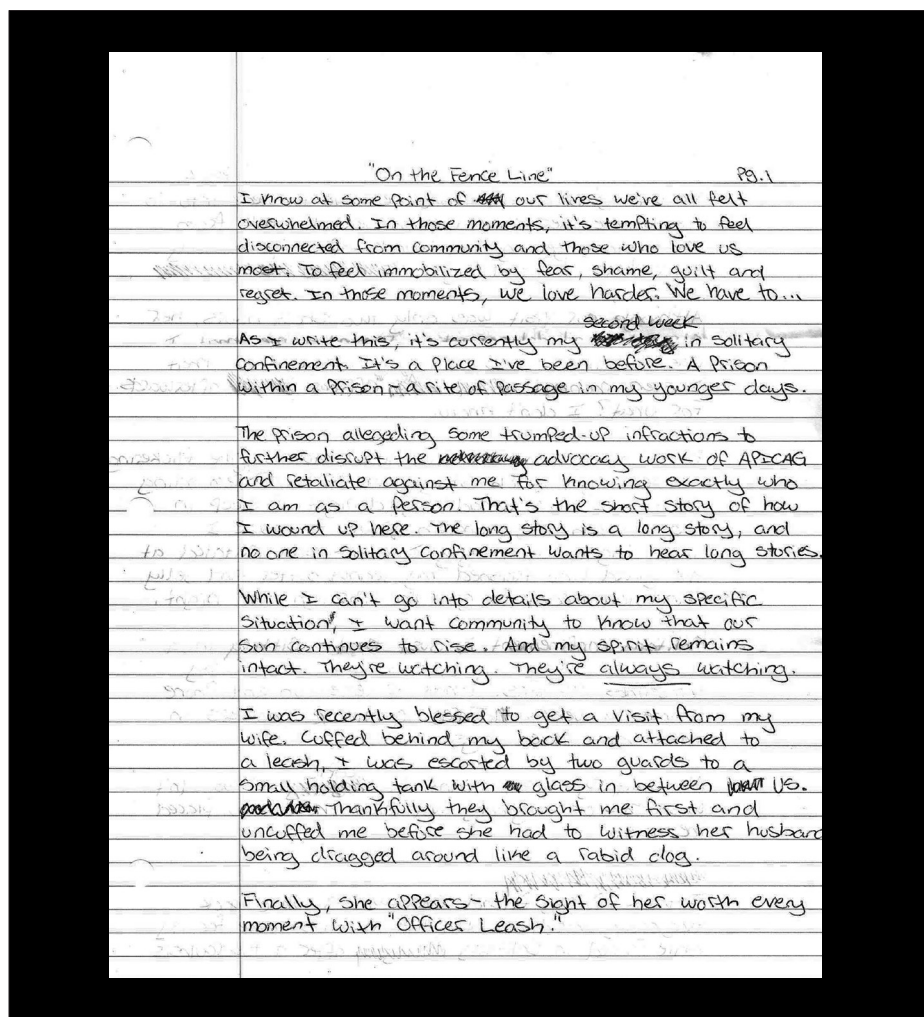 "On the Fence Line" Pg.1
I know at some point of our lives we've all felt
overwhelmed. In those moments, it's tempting to feel
disconnected from community and those who love us
most. To feel immobilized by fear, shame, guilt and
regret. In those moments, we love harder. We have to...
second week
As I write this, it's currently my in solitary
confinement. It's a place I've been before. A Prison
within a Prison - a rite of passage in my younger days.
The prison allegeding some trumped-up infractions to
further disrupt the advocacy work of APICAG
and retaliate against me for knowing exactly who
I am as a person. That's the short story of how
I wound up here. The long story is a long story, and
no one in solitary confinement wants to hear long stories.
While I can't go into details about my specific
situation, I want community to know that our
sun continues to rise. And my spirit remains
intact. They're watching. They're always watching.
I was recently blessed to get a visit from my
wife. Cuffed behind my back and attached to
a leash, I was escorted by two guards to a
small holding tank with glass in between us.
Thankfully they brought me first and
uncuffed me before she had to witness her husband
being dragged around like a rabid dog.
Finally, she appears - the sight of her worth every
moment with "Officer Leash."